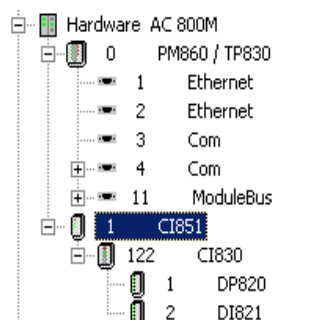 Hardware AC 800M
0 PM860 / TP830
1 Ethernet
2 Ethernet
3 Com
4 Com
11 ModuleBus
1 CI851
122 CI830
1 DP820
2 DI821